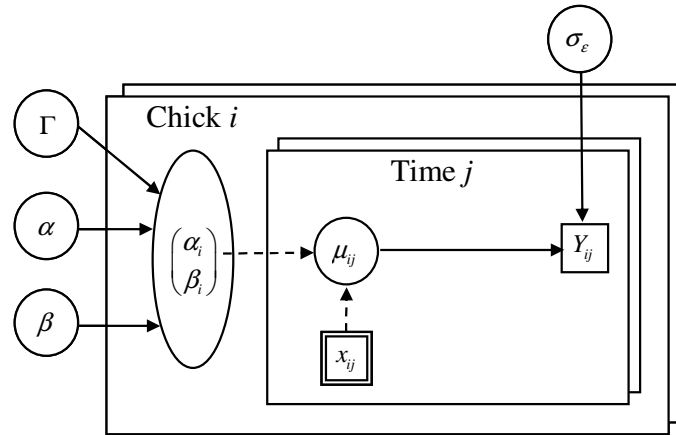 σ_ε
Chick i
Γ
Time j
α
(α_i
β_i)
μ_ij
Y_ij
β
x_ij